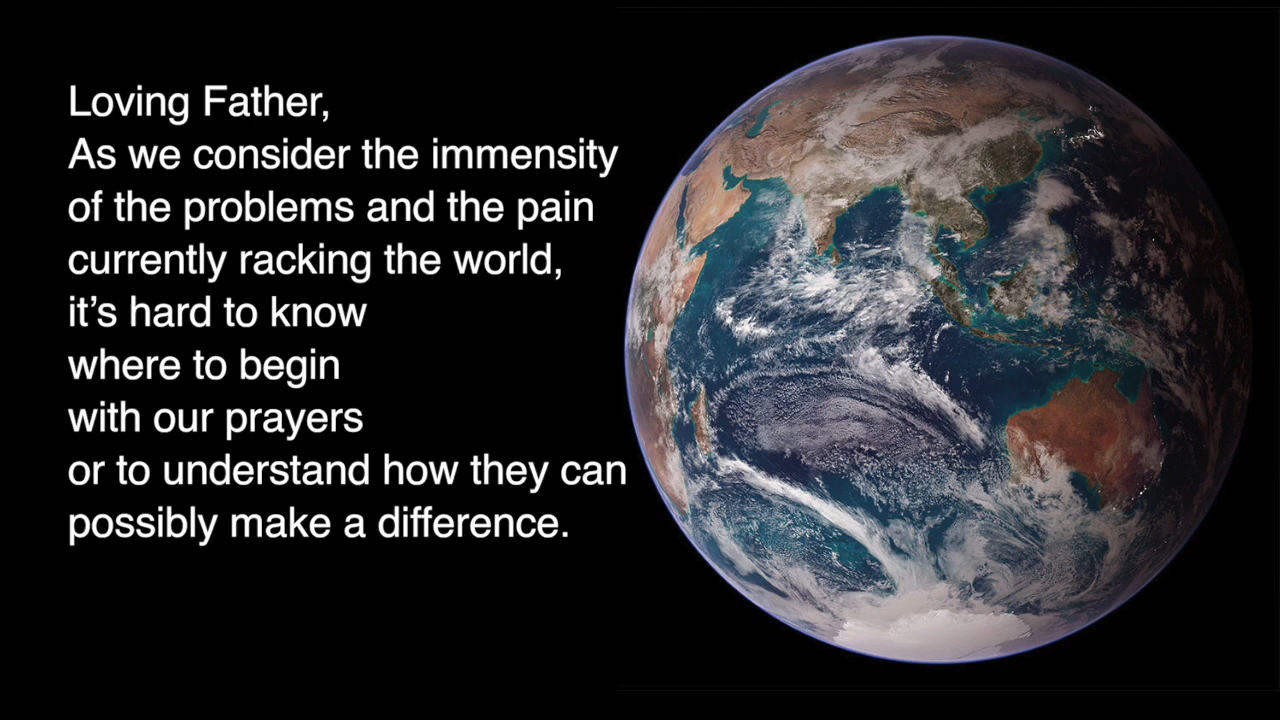 Loving Father,
As we consider the immensity
of the problems and the pain
currently racking the world,
it’s hard to know
where to begin
with our prayers
or to understand how they can
possibly make a difference.